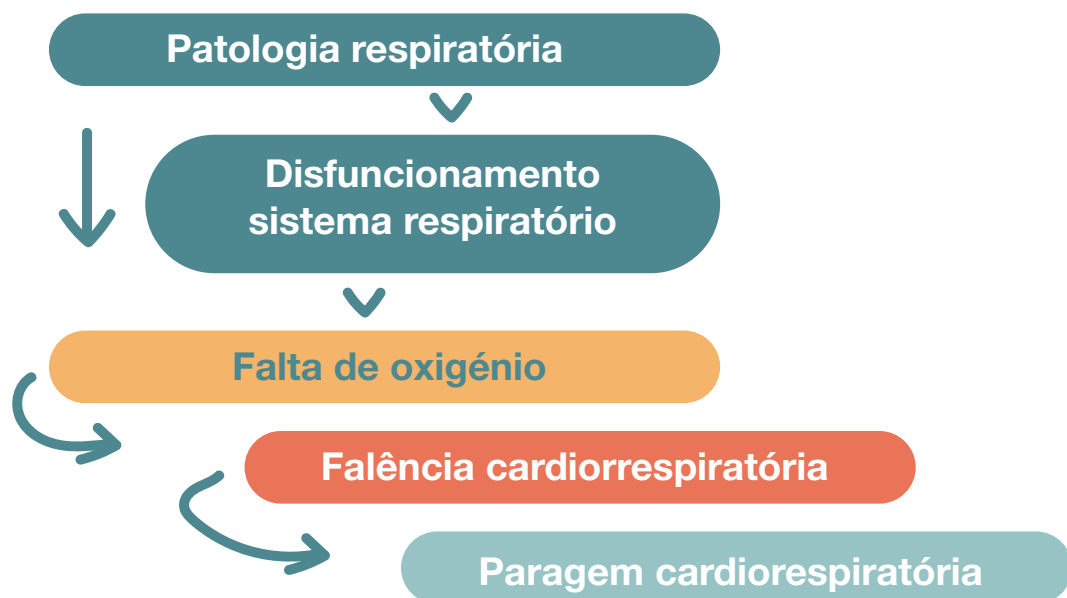 Patologia respiratória
Disfuncionamento
sistema respiratório
Falta de oxigénio
Falência cardiorrespiratória
Paragem cardiorespiratória